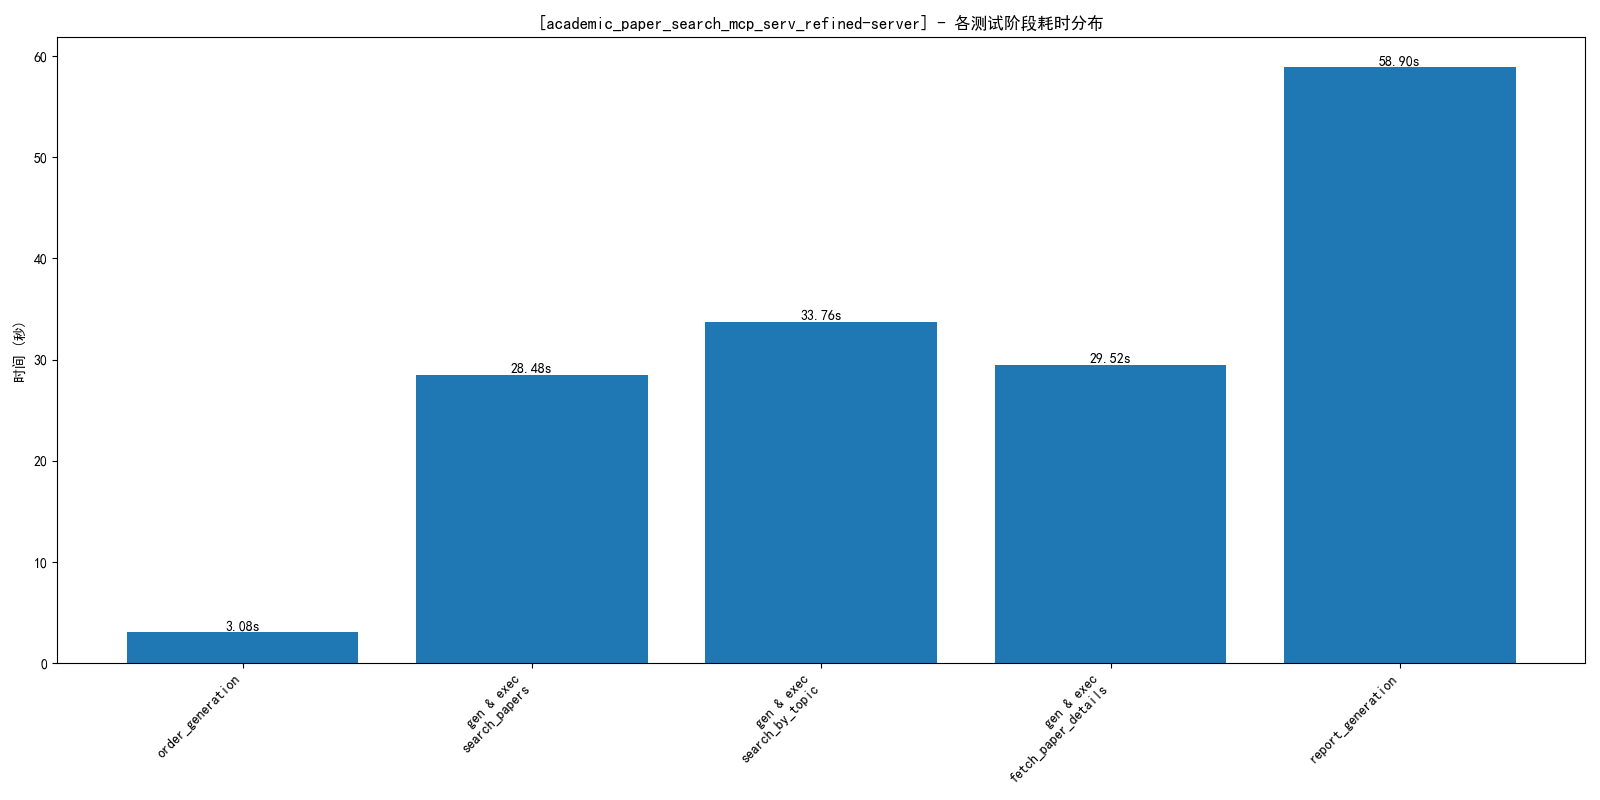 [academic_paper_search_mcp_serv_refined-server] - 各测试阶段耗时分布
时间 (秒)
60
50
40
30
20
10
0
3.08s
28.48s
33.76s
29.52s
58.90s
order_generation
gen & exec
search_papers
gen & exec
search_by_topic
gen & exec
fetch_paper_details
report_generation